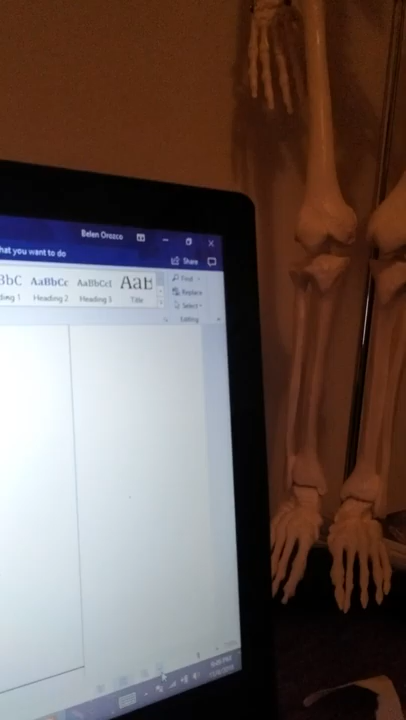 Belen Orozco
hat you want to do
Share
BbC AaBbCc AaBbCcI AaB
ding 1 Heading 2 Heading 3 Title
Find
Replace
Select
Editing